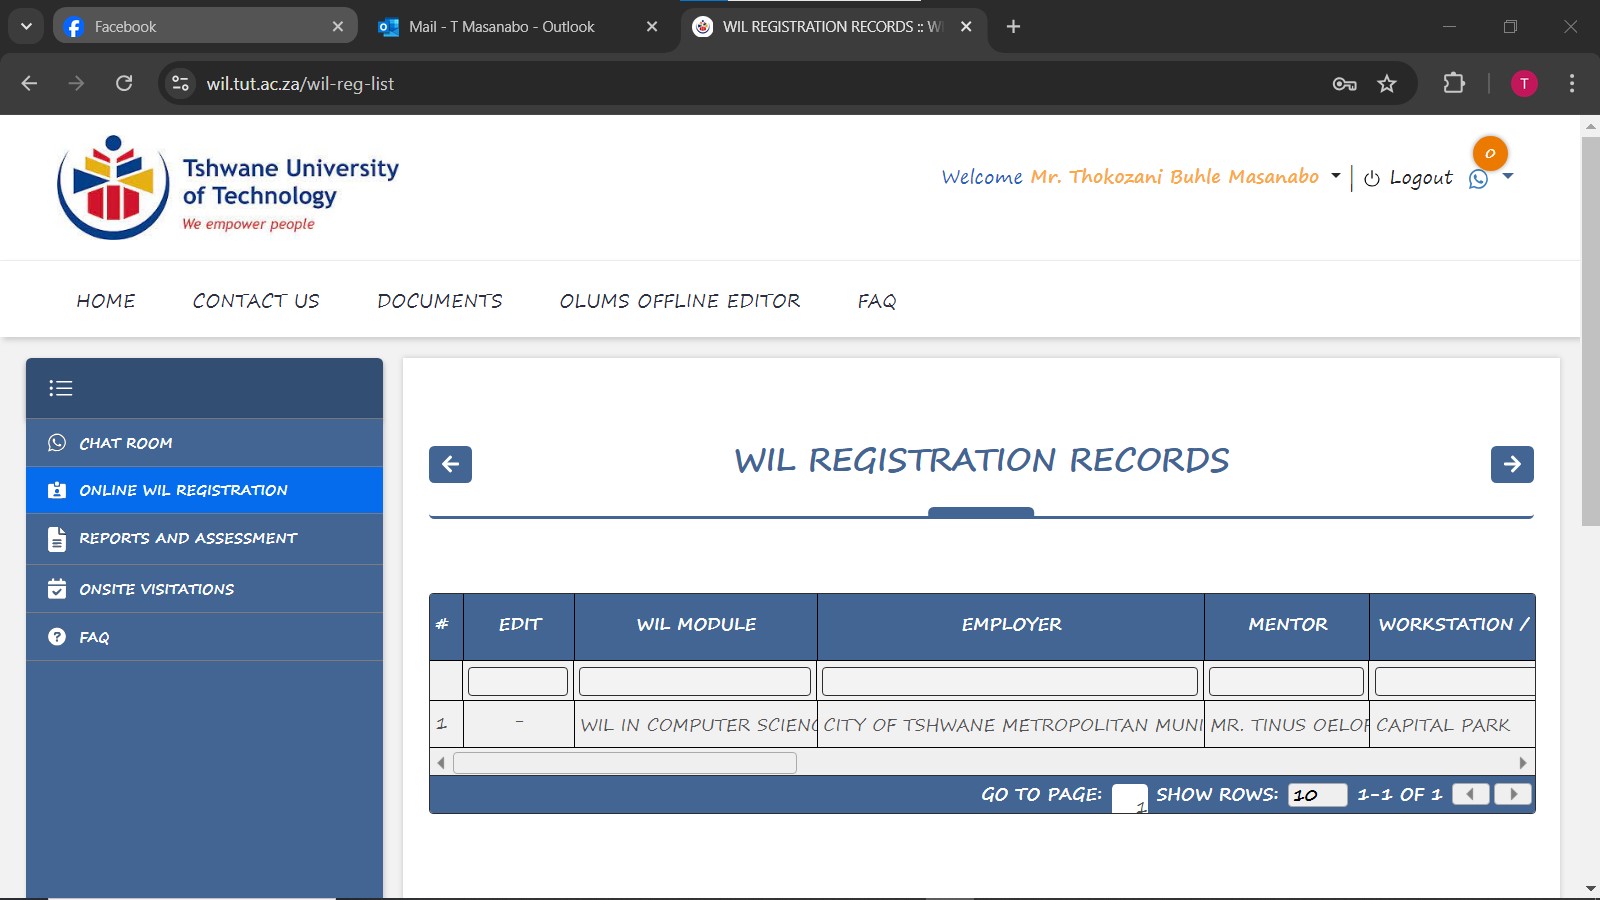 Facebook
Mail - T Masanabo - Outlook
WIL REGISTRATION RECORDS :: W
wil.tut.ac.za/wil-reg-list
T
Tshwane University
of Technology
We empower people
Welcome Mr. Thokozani Buhle Masanabo
Logout
0
HOME
CONTACT US
DOCUMENTS
OLUMS OFFLINE EDITOR
FAQ
CHAT ROOM
ONLINE WIL REGISTRATION
REPORTS AND ASSESSMENT
ONSITE VISITATIONS
FAQ
WIL REGISTRATION RECORDS
# EDIT WIL MODULE EMPLOYER MENTOR WORKSTATION /
1 - WIL IN COMPUTER SCIENC CITY OF TSHWANE METROPOLITAN MUNI MR. TINUS OELOF CAPITAL PARK
GO TO PAGE: 1 SHOW ROWS: 10 1-1 OF 1